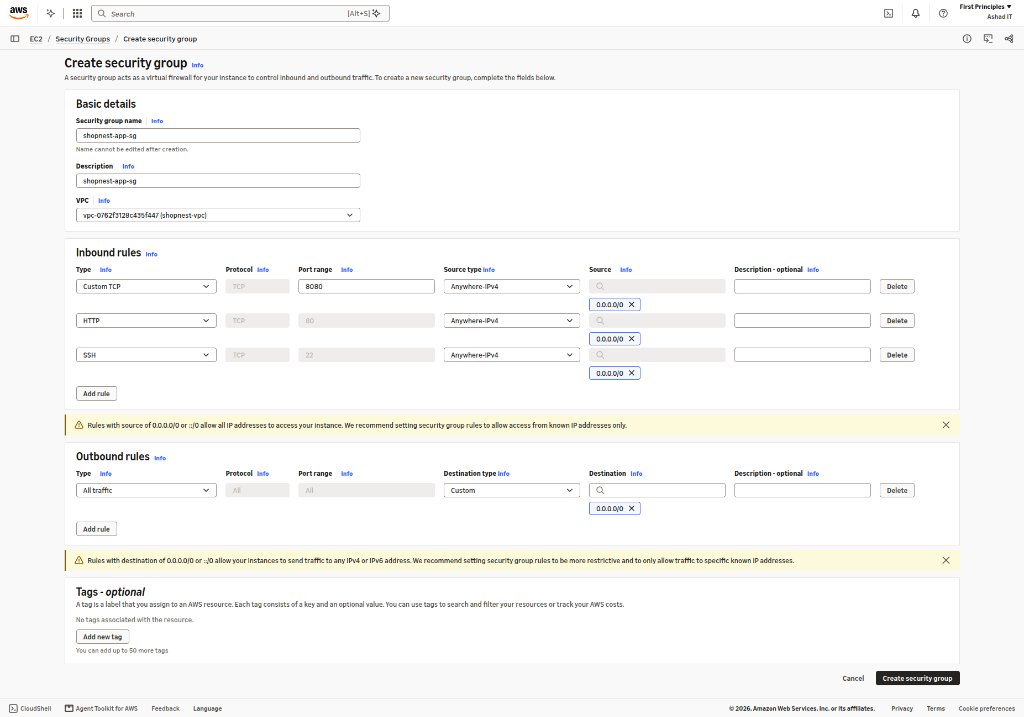 aws
Search [Alt+S]
First Principles
Ashad IT
EC2 / Security Groups / Create security group
Create security group Info
A security group acts as a virtual firewall for your instance to control inbound and outbound traffic. To create a new security group, complete the fields below.
Basic details
Security group name Info
shopnest-app-sg
Name cannot be edited after creation.
Description Info
shopnest-app-sg
VPC Info
vpc-0762f3128c435f447 (shopnest-vpc)
Inbound rules Info
Type Info Protocol Info Port range Info Source type Info Source Info Description - optional Info
Custom TCP TCP 8080 Anywhere-IPv4 Delete
0.0.0.0/0
HTTP TCP 80 Anywhere-IPv4 Delete
0.0.0.0/0
SSH TCP 22 Anywhere-IPv4 Delete
0.0.0.0/0
Add rule
Rules with source of 0.0.0.0/0 or ::/0 allow all IP addresses to access your instance. We recommend setting security group rules to allow access from known IP addresses only.
Outbound rules Info
Type Info Protocol Info Port range Info Destination type Info Destination Info Description - optional Info
All traffic All All Custom Delete
0.0.0.0/0
Add rule
Rules with destination of 0.0.0.0/0 or ::/0 allow your instances to send traffic to any IPv4 or IPv6 address. We recommend setting security group rules to be more restrictive and to only allow traffic to specific known IP addresses.
Tags - optional
A tag is a label that you assign to an AWS resource. Each tag consists of a key and an optional value. You can use tags to search and filter your resources or track your AWS costs.
No tags associated with the resource.
Add new tag
You can add up to 50 more tags
Cancel Create security group
CloudShell Agent Toolkit for AWS Feedback Language © 2026, Amazon Web Services, Inc. or its affiliates. Privacy Terms Cookie preferences